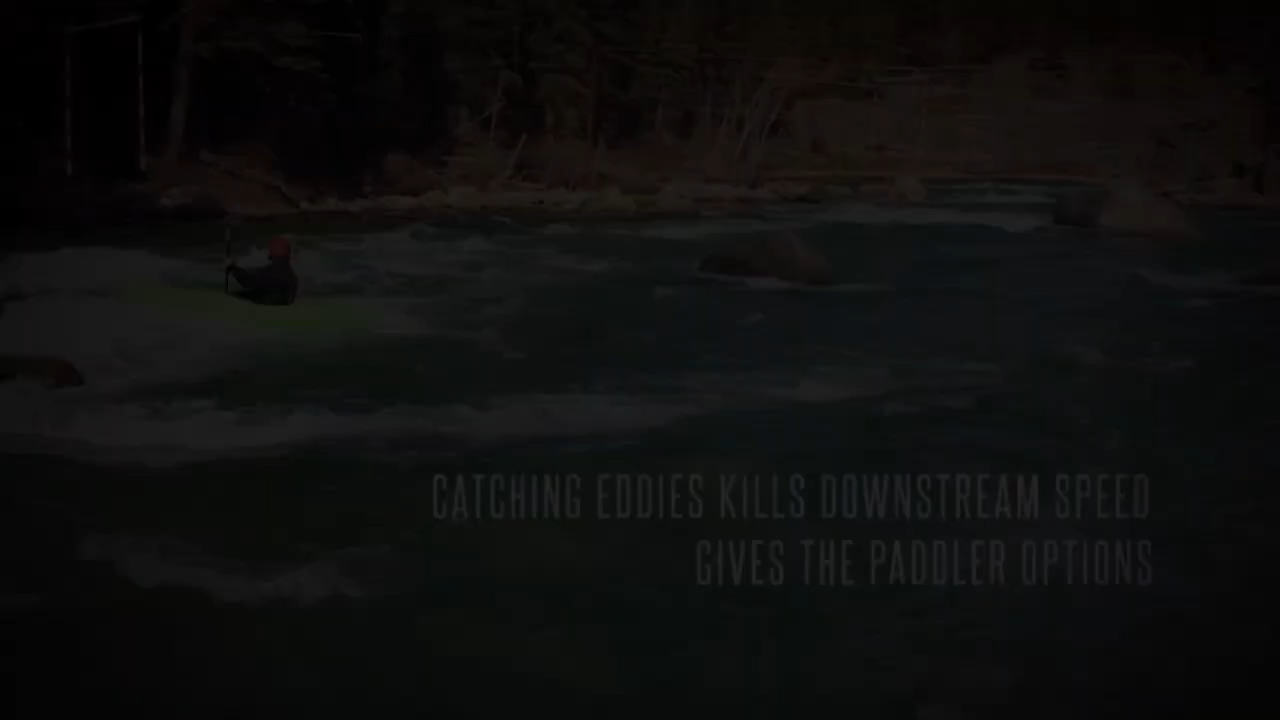 CATCHING EDDIES KILLS DOWNSTREAM SPEED
GIVES THE PADDLER OPTIONS